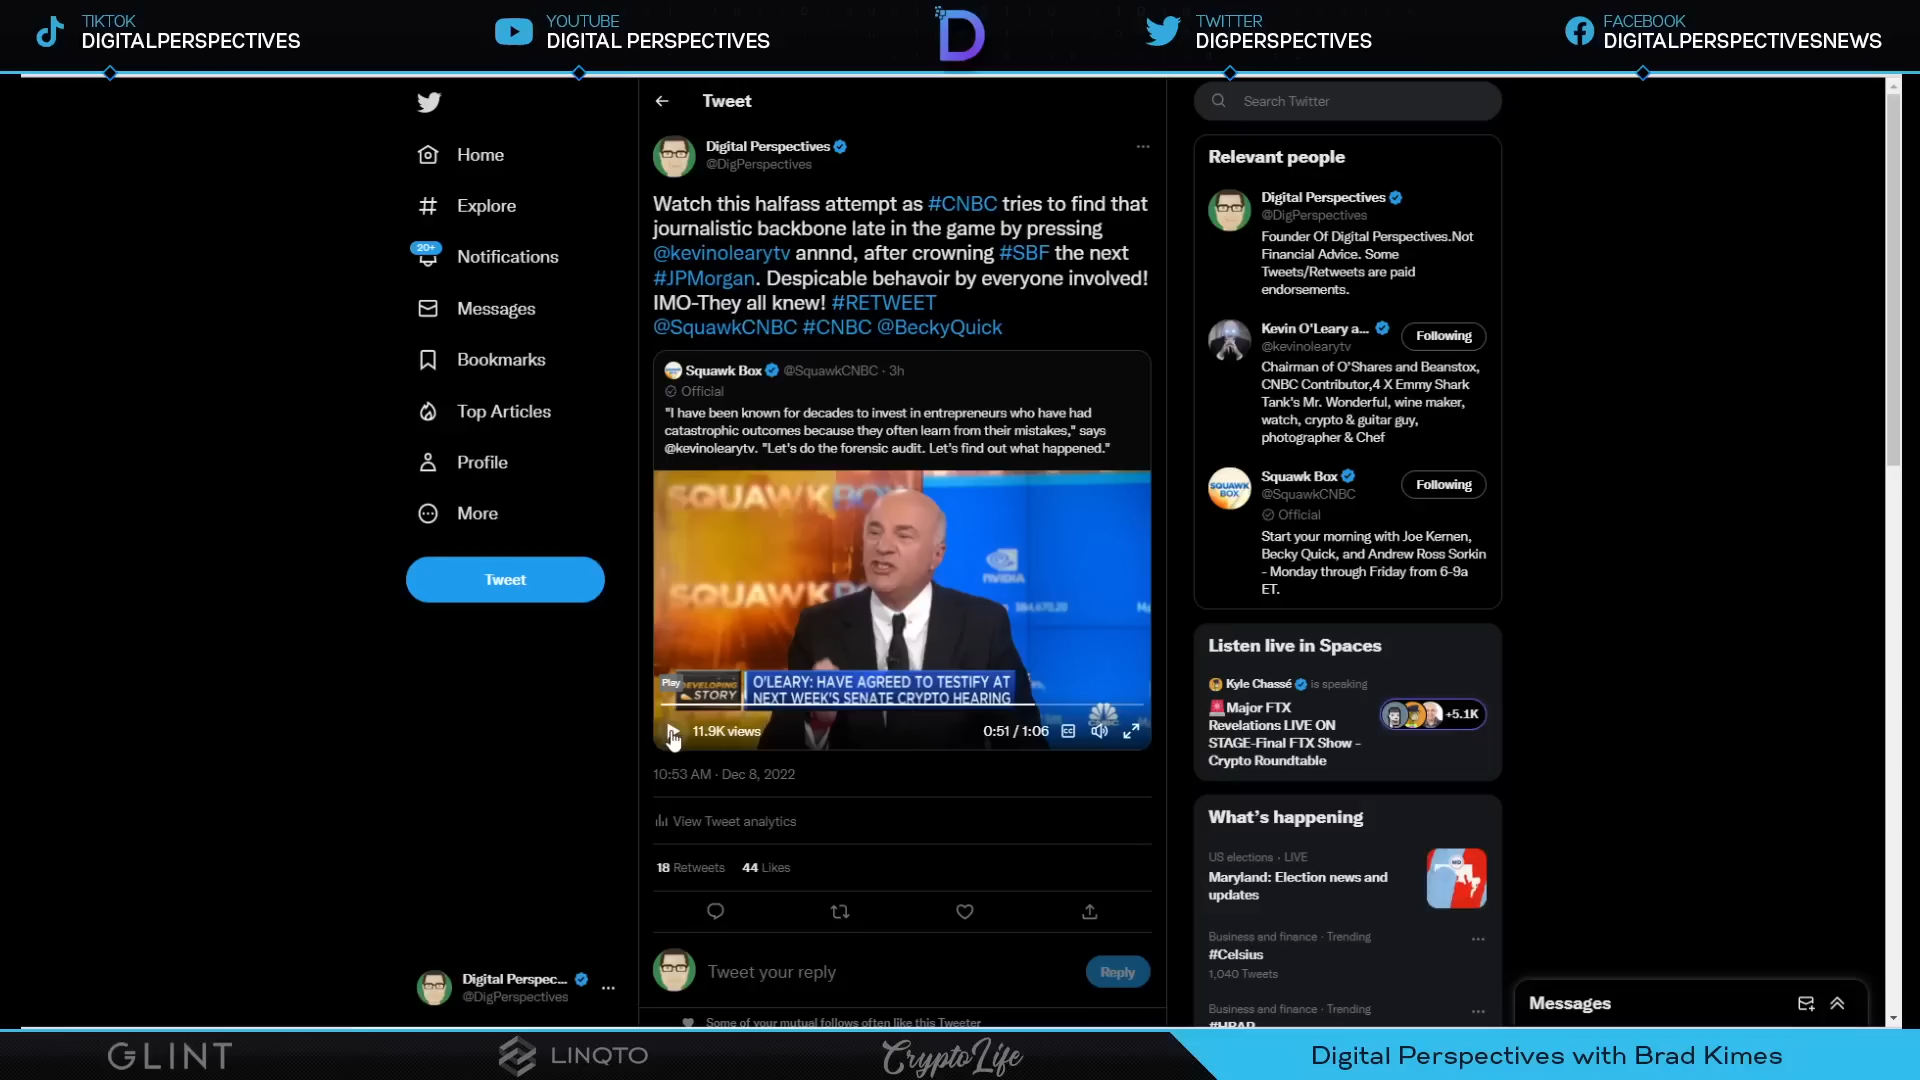 TIKTOK
DIGITALPERSPECTIVES
YOUTUBE
DIGITAL PERSPECTIVES
D
TWITTER
DIGPERSPECTIVES
FACEBOOK
DIGITALPERSPECTIVESNEWS
Home
Explore
20+
Notifications
Messages
Bookmarks
Top Articles
Profile
More
Tweet
Digital Perspec...
@DigPerspectives
Tweet
Digital Perspectives
@DigPerspectives
Watch this halfass attempt as #CNBC tries to find that
journalistic backbone late in the game by pressing
@kevinolearytv annnd, after crowning #SBF the next
#JPMorgan. Despicable behavoir by everyone involved!
IMO-They all knew! #RETWEET
@SquawkCNBC #CNBC @BeckyQuick
Squawk Box @SquawkCNBC · 3h
Official
"I have been known for decades to invest in entrepreneurs who have had
catastrophic outcomes because they often learn from their mistakes," says
@kevinolearytv. "Let's do the forensic audit. Let's find out what happened."
SQUAWK BOX
NVIDIA
SQUAWK BOX
Play
DEVELOPING
STORY
O'LEARY: HAVE AGREED TO TESTIFY AT
NEXT WEEK'S SENATE CRYPTO HEARING
11.9K views
0:51 / 1:06
CC
10:53 AM · Dec 8, 2022
View Tweet analytics
18 Retweets 44 Likes
Tweet your reply
Reply
Some of your mutual follows often like this Tweeter
Search Twitter
Relevant people
Digital Perspectives
@DigPerspectives
Founder Of Digital Perspectives.Not
Financial Advice. Some
Tweets/Retweets are paid
endorsements.
Kevin O'Leary a...
@kevinolearytv
Following
Chairman of O'Shares and Beanstox,
CNBC Contributor,4 X Emmy Shark
Tank's Mr. Wonderful, wine maker,
watch, crypto & guitar guy,
photographer & Chef
SQUAWK
BOX
Squawk Box
@SquawkCNBC
Official
Following
Start your morning with Joe Kernen,
Becky Quick, and Andrew Ross Sorkin
- Monday through Friday from 6-9a
ET.
Listen live in Spaces
Kyle Chassé is speaking
Major FTX
Revelations LIVE ON
STAGE-Final FTX Show -
Crypto Roundtable
+5.1K
What's happening
US elections · LIVE
Maryland: Election news and
updates
Business and finance · Trending
#Celsius
1,040 Tweets
Business and finance · Trending
#HBAR
Messages
GLINT
LINQTO
CryptoLife
Digital Perspectives with Brad Kimes